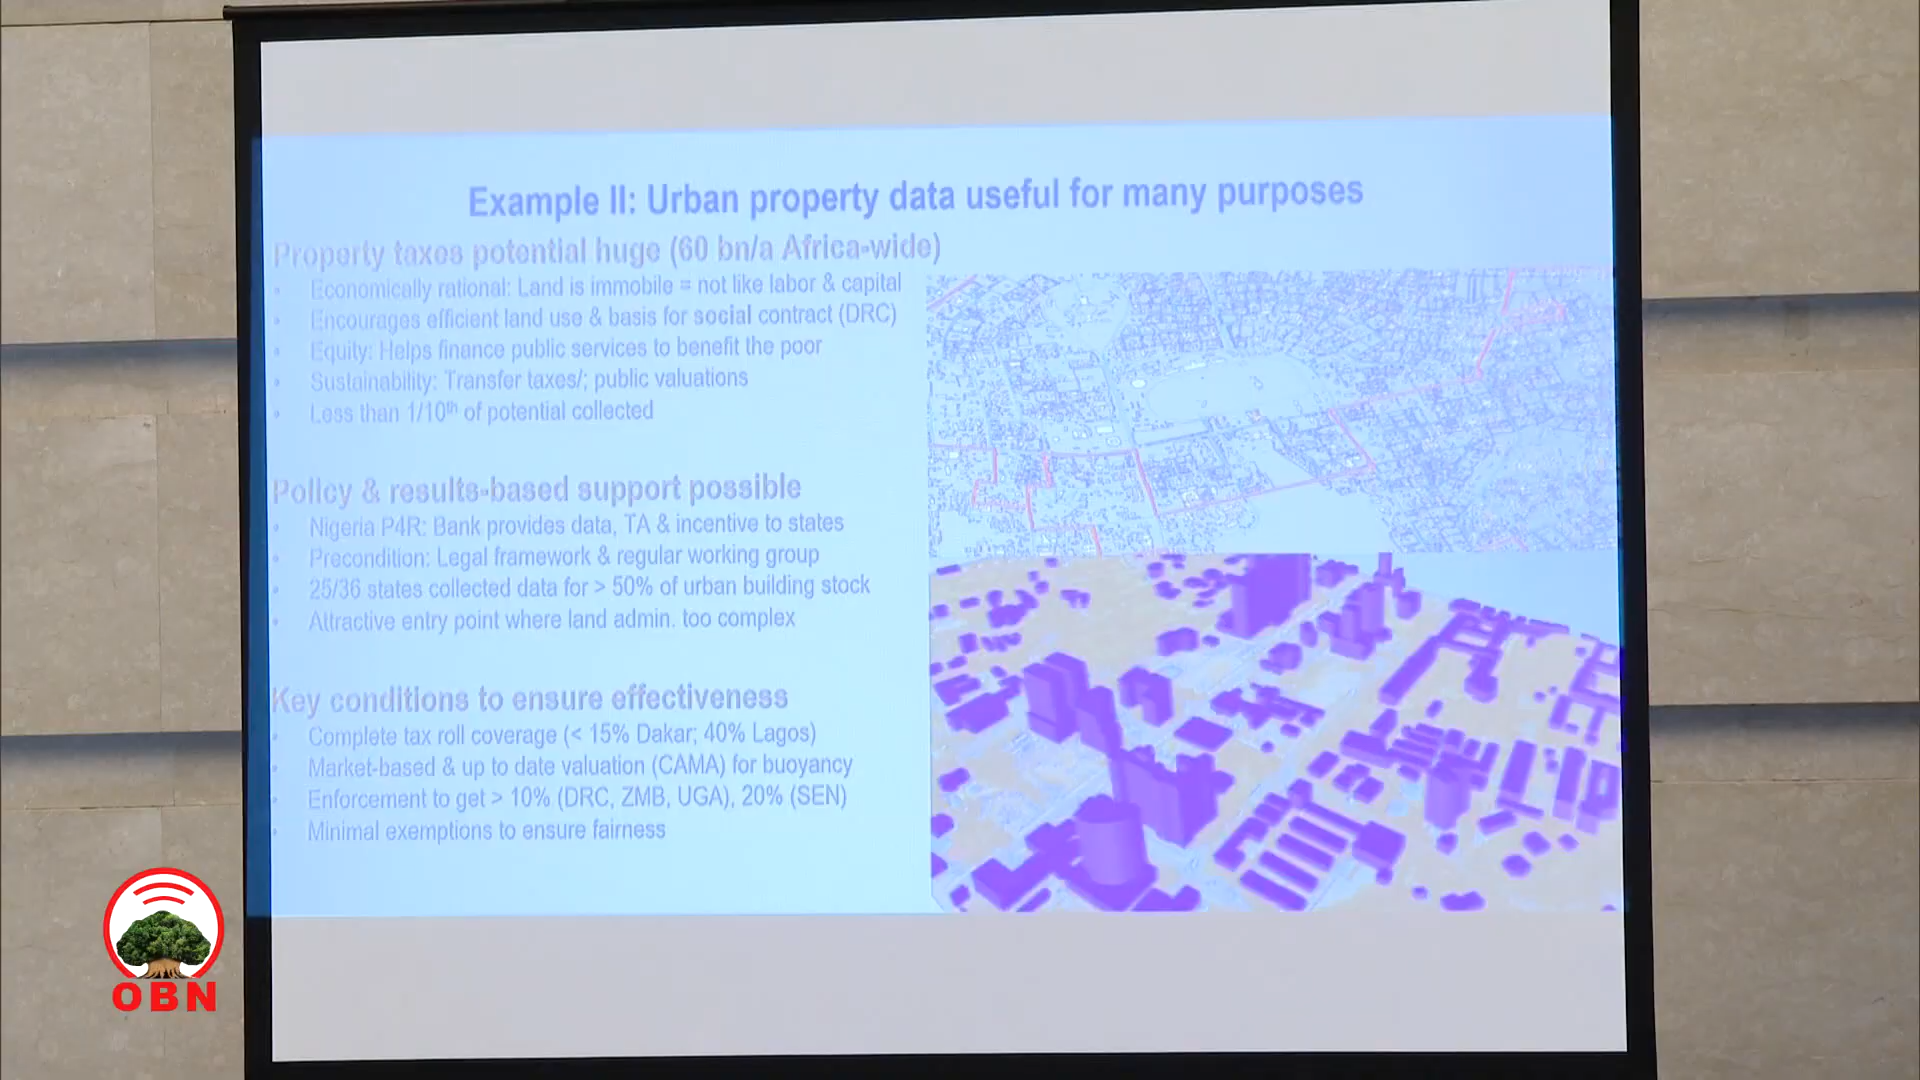 Example II: Urban property data useful for many purposes
Property taxes potential huge (60 bn/a Africa-wide)
• Economically rational: Land is immobile = not like labor & capital
• Encourages efficient land use & basis for social contract (DRC)
• Equity: Helps finance public services to benefit the poor
• Sustainability: Transfer taxes/; public valuations
• Less than 1/10th of potential collected
Policy & results-based support possible
• Nigeria P4R: Bank provides data, TA & incentive to states
• Precondition: Legal framework & regular working group
• 25/36 states collected data for > 50% of urban building stock
• Attractive entry point where land admin. too complex
Key conditions to ensure effectiveness
• Complete tax roll coverage (< 15% Dakar; 40% Lagos)
• Market-based & up to date valuation (CAMA) for buoyancy
• Enforcement to get > 10% (DRC, ZMB, UGA), 20% (SEN)
• Minimal exemptions to ensure fairness
OBN